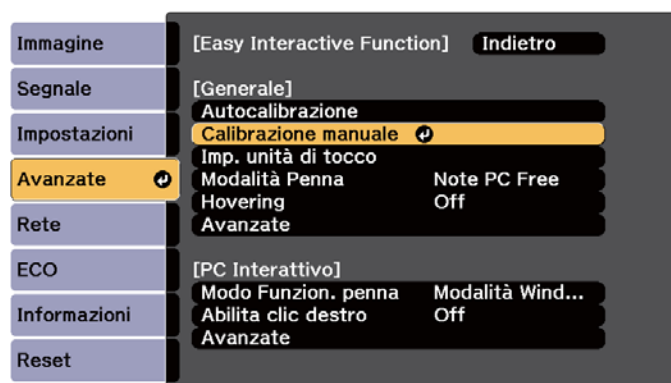 Immagine
Segnale
Impostazioni
Avanzate
Rete
ECO
Informazioni
Reset
[Easy Interactive Function] Indietro
[Generale]
Autocalibrazione
Calibrazione manuale
Imp. unità di tocco
Modalità Penna Note PC Free
Hovering Off
Avanzate
[PC Interattivo]
Modo Funzion. penna Modalità Wind...
Abilita clic destro Off
Avanzate